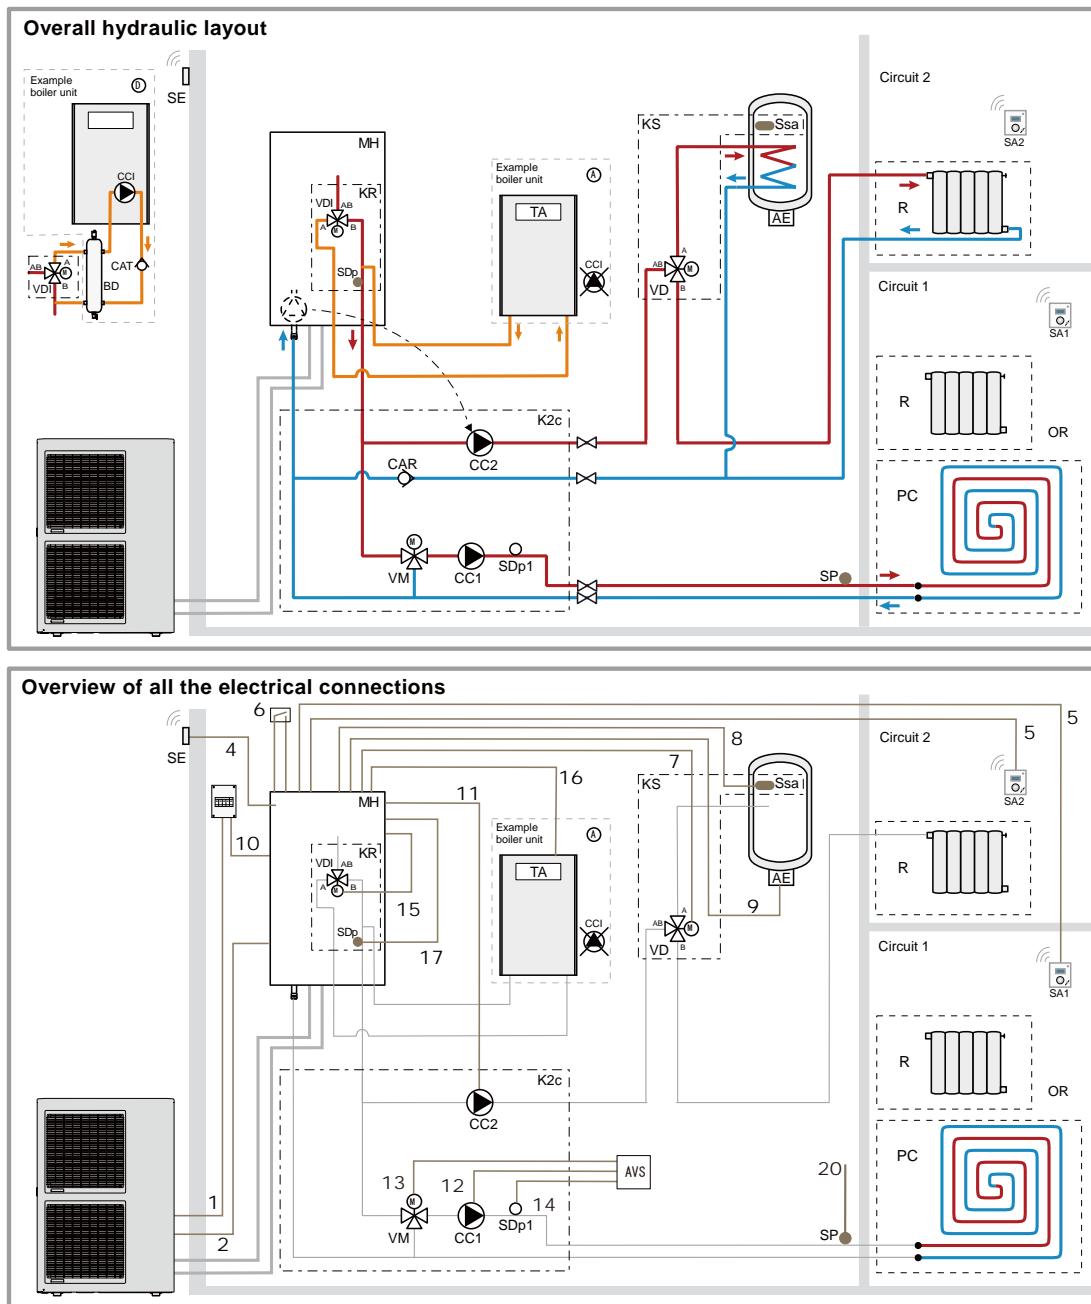 Overall hydraulic layout
Example
boiler unit
D
SE
CCI
CAT
AB
A
M
B
VDI
BD
MH
KR
VDI
AB
A
M
B
SDp
Example
boiler unit
A
TA
CCI
KS
Ssa
AE
A
AB
M
VD
B
Circuit 2
SA2
R
Circuit 1
SA1
R
OR
PC
K2c
CC2
CAR
M
VM
CC1
SDp1
SP
Overview of all the electrical connections
6
5
5
SE
4
8
7
16
11
10
MH
KR
VDI
AB
A
M
B
15
SDp
17
Example
boiler unit
A
TA
CCI
KS
Ssa
AE
9
A
AB
M
VD
B
Circuit 2
SA2
R
Circuit 1
SA1
R
OR
PC
K2c
CC2
1
2
13
12
14
M
VM
CC1
SDp1
AVS
20
SP